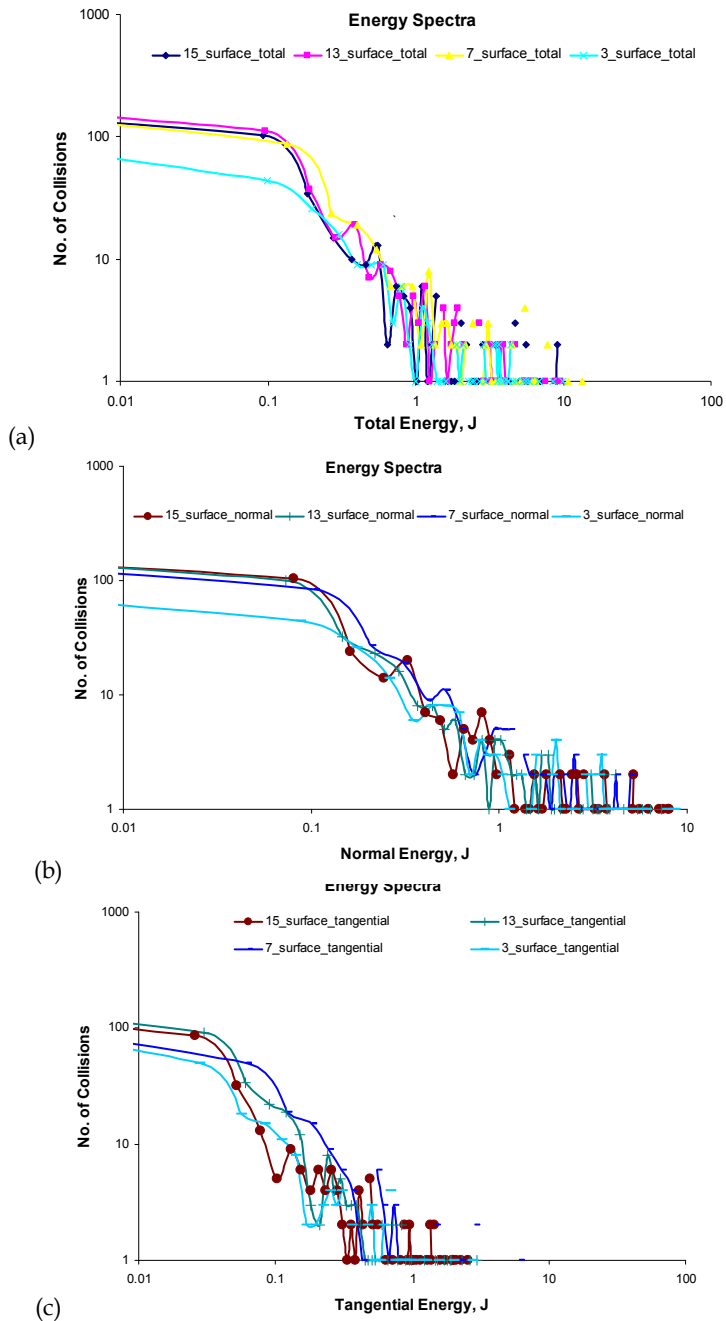 Energy Spectra
1000
100
10
1
0.01 0.1 1 10 100
15_surface_total 13_surface_total 7_surface_total 3_surface_total
No. of Collisions
Total Energy, J
(a)
Energy Spectra
1000
100
10
1
0.01 0.1 1 10
15_surface_normal 13_surface_normal 7_surface_normal 3_surface_normal
No. of Collisions
Normal Energy, J
(b)
Energy Spectra
1000
100
10
1
0.01 0.1 1 10 100
15_surface_tangential 13_surface_tangential
7_surface_tangential 3_surface_tangential
No. of Collisions
Tangential Energy, J
(c)